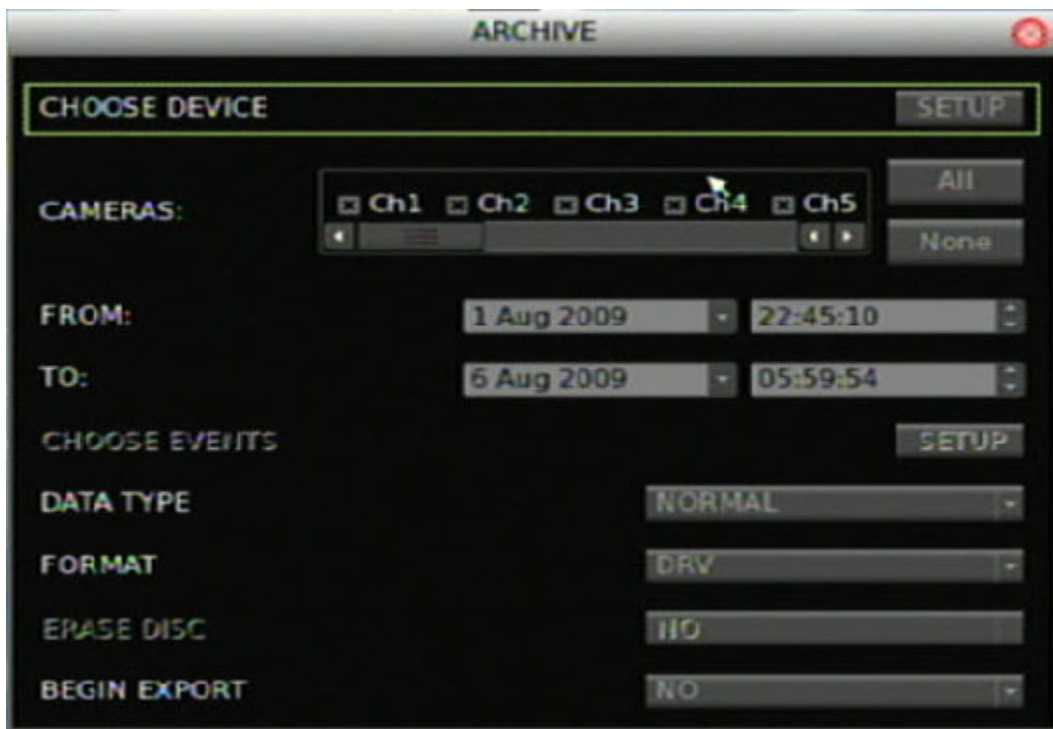 ARCHIVE
CHOOSE DEVICE SETUP
CAMERAS: Ch1 Ch2 Ch3 Ch4 Ch5 All
None
FROM: 1 Aug 2009 22:45:10
TO: 6 Aug 2009 05:59:54
CHOOSE EVENTS SETUP
DATA TYPE NORMAL
FORMAT DRV
ERASE DISC NO
BEGIN EXPORT NO